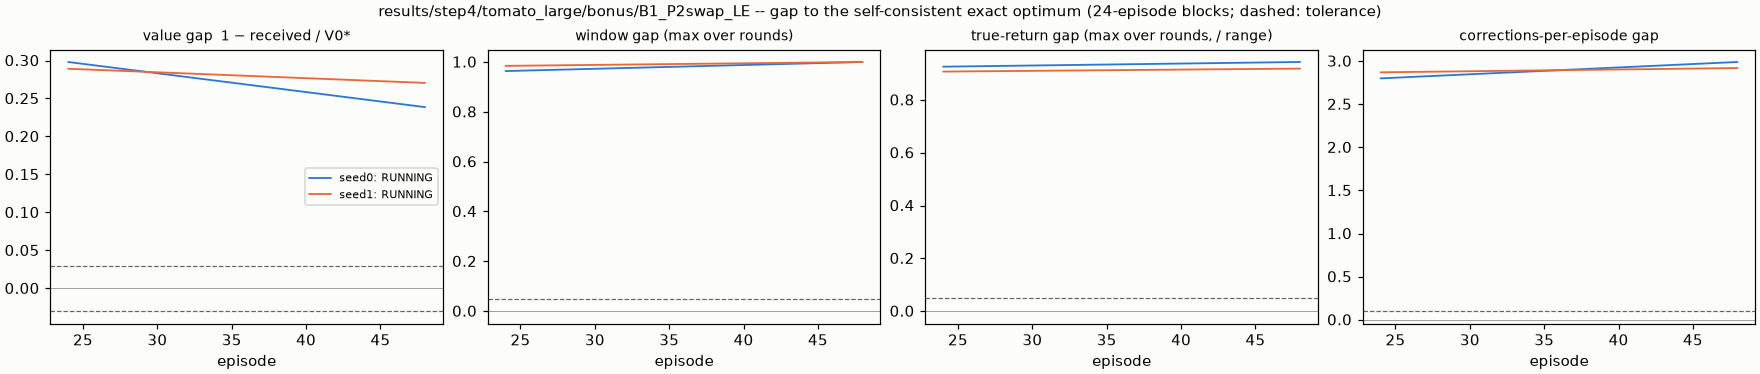 results/step4/tomato_large/bonus/B1_P2swap_LE -- gap to the self-consistent exact optimum (24-episode blocks; dashed: tolerance)
value gap  1 − received / V0*
0.30
0.25
0.20
0.15
0.10
0.05
0.00
seed0: RUNNING
seed1: RUNNING
25 30 35 40 45
episode
window gap (max over rounds)
1.0
0.8
0.6
0.4
0.2
0.0
25 30 35 40 45
episode
true-return gap (max over rounds, / range)
0.8
0.6
0.4
0.2
0.0
25 30 35 40 45
episode
corrections-per-episode gap
3.0
2.5
2.0
1.5
1.0
0.5
0.0
25 30 35 40 45
episode